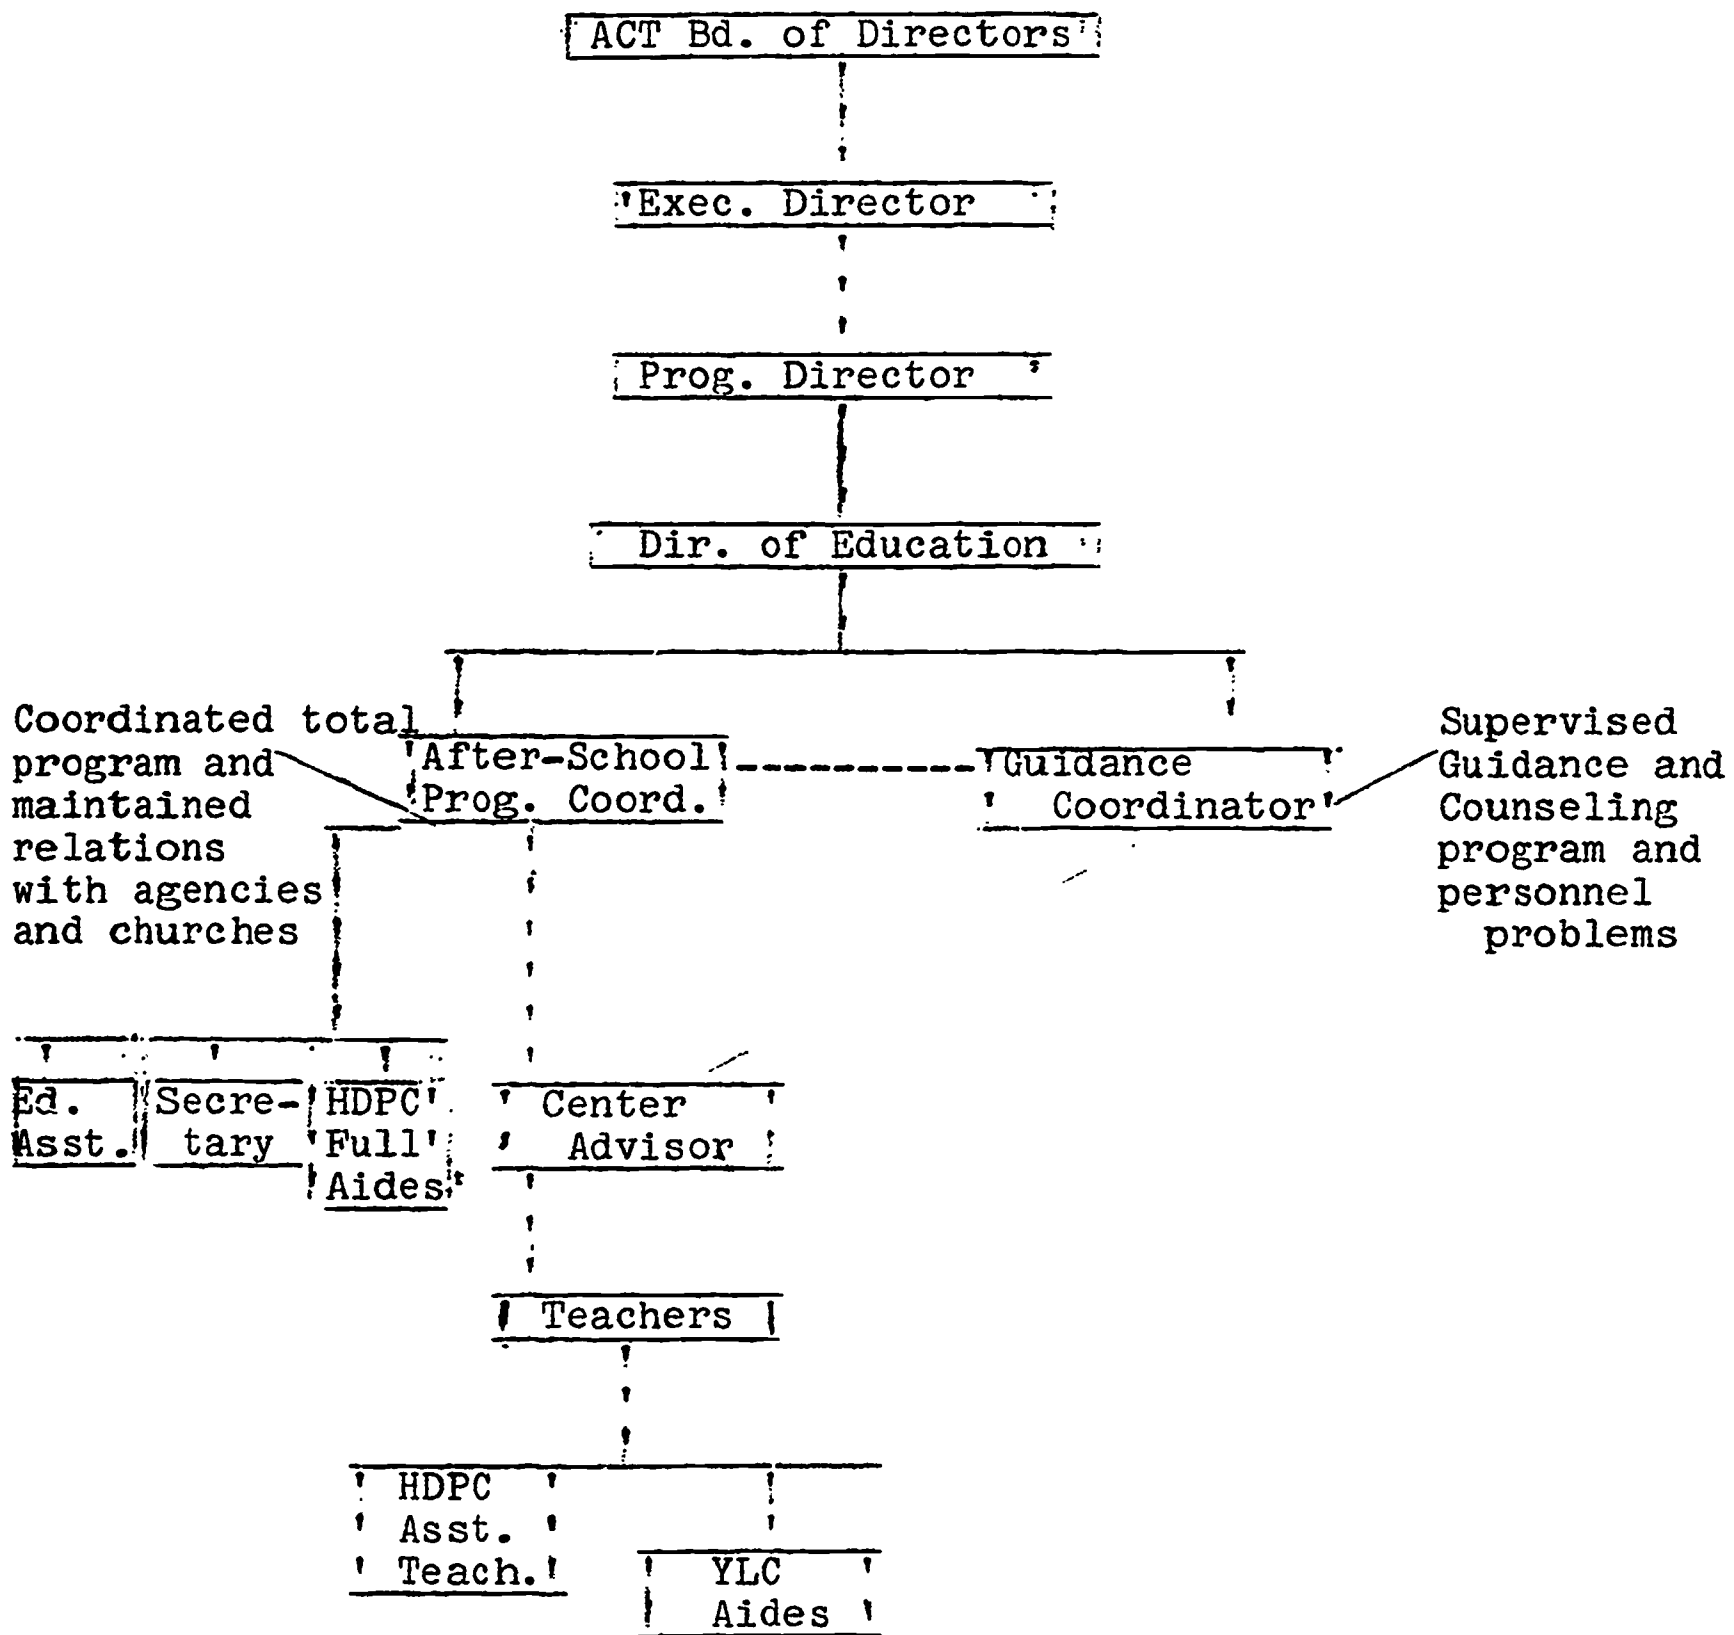 ACT Bd. of Directors
Exec. Director
Prog. Director
Dir. of Education
Coordinated total
program and
maintained
relations
with agencies
and churches
After-School
Prog. Coord.
Guidance
Coordinator
Supervised
Guidance and
Counseling
program and
personnel
problems
Ed.
Asst.
Secre-
tary
HDPC
Full
Aides
Center
Advisor
Teachers
HDPC
Asst.
Teach.
YLC
Aides